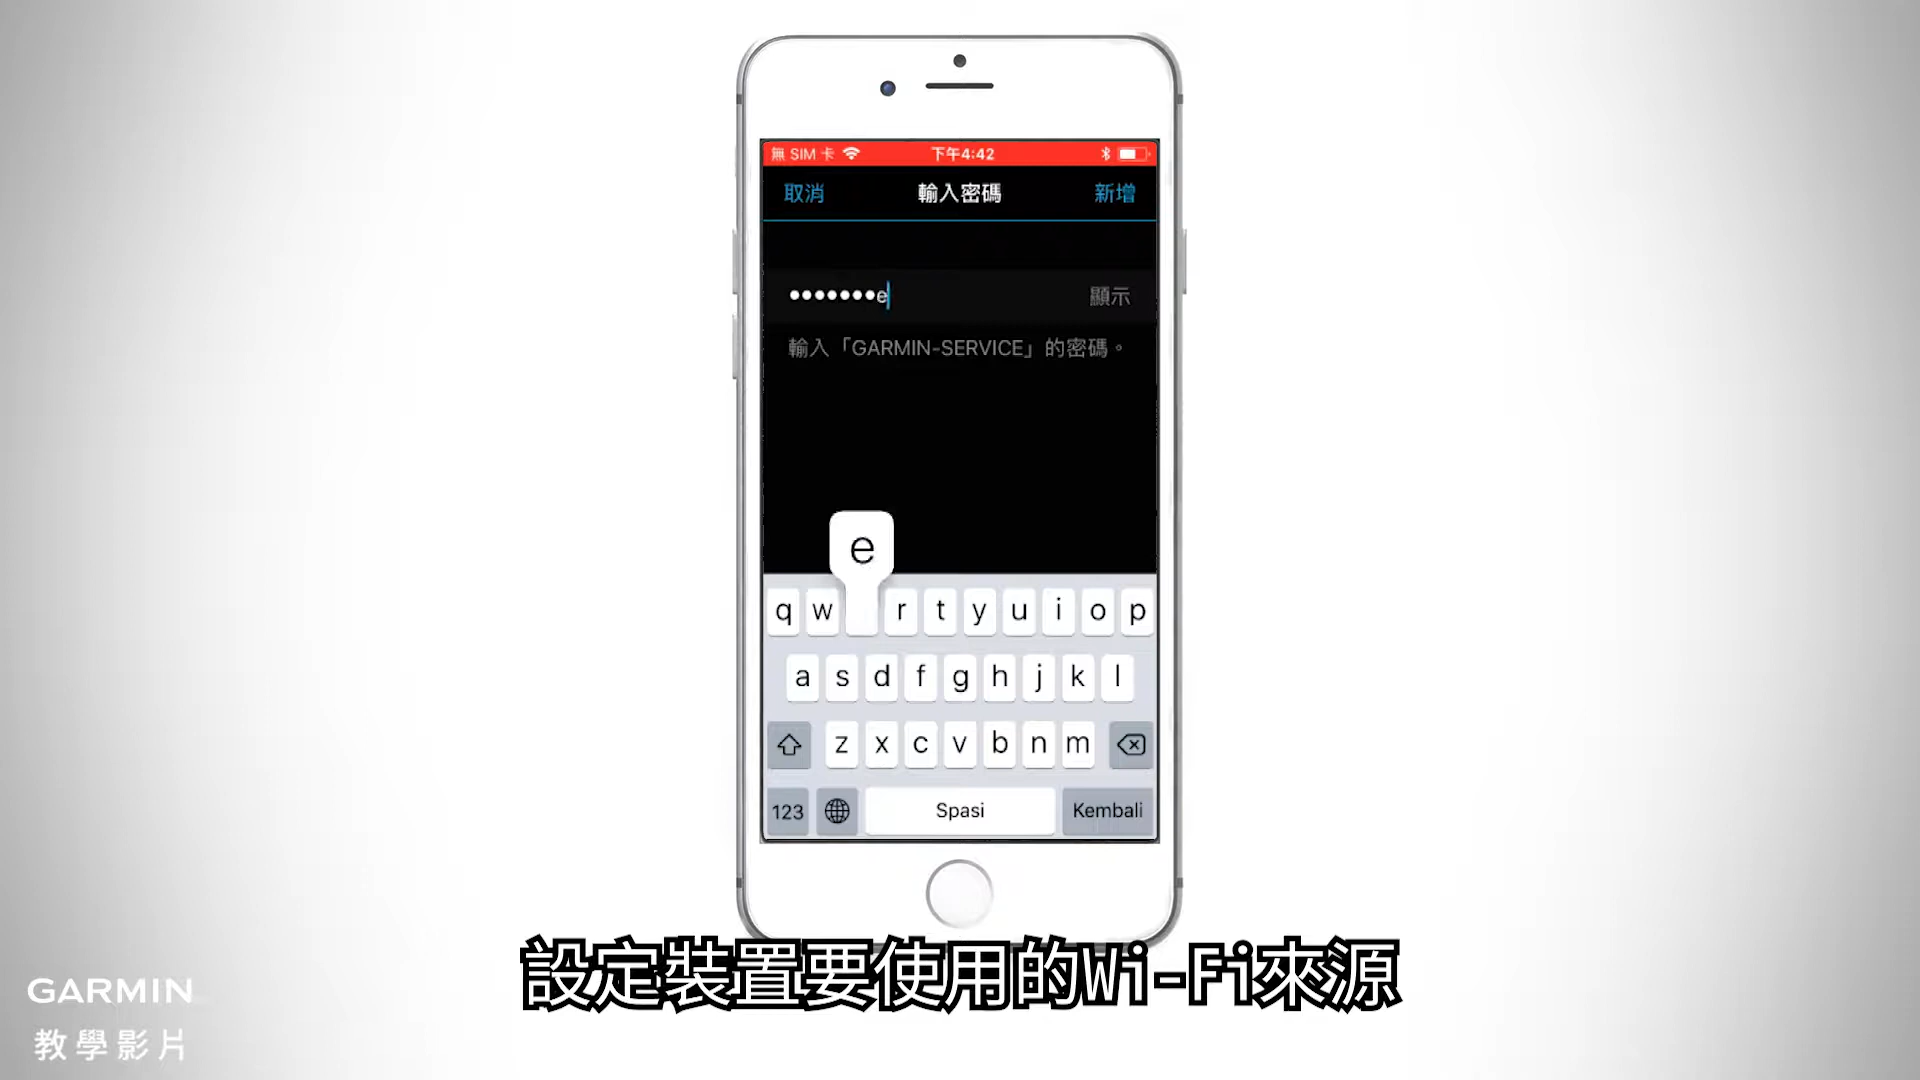 無 SIM 卡 下午4:42
取消 輸入密碼 新增
•••••••e 顯示
輸入「GARMIN-SERVICE」的密碼。
e
q w r t y u i o p
a s d f g h j k l
z x c v b n m
123 Spasi Kembali
設定裝置要使用的Wi-Fi來源
GARMIN
教學影片